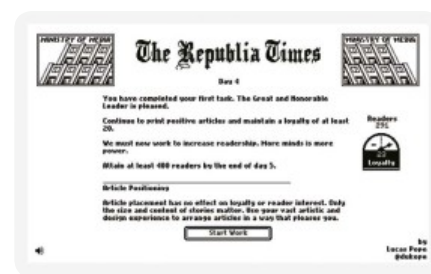 MINISTRY OF MEDIA
The Republia Times
MINISTRY OF MEDIA
Day 4
You have completed your first task. The Great and Honorable
Leader is pleased.
Continue to print positive articles and maintain a loyalty of at least
20.
We must now work to increase readership. More minds is more
power.
Attain at least 400 readers by the end of day 5.
Readers
291
23
Loyalty
Article Positioning
Article placement has no effect on loyalty or reader interest. Only
the size and content of stories matter. Use your vast artistic and
design experience to arrange articles in a way that pleases you.
Start Work
by
Lucas Pope
@dukope